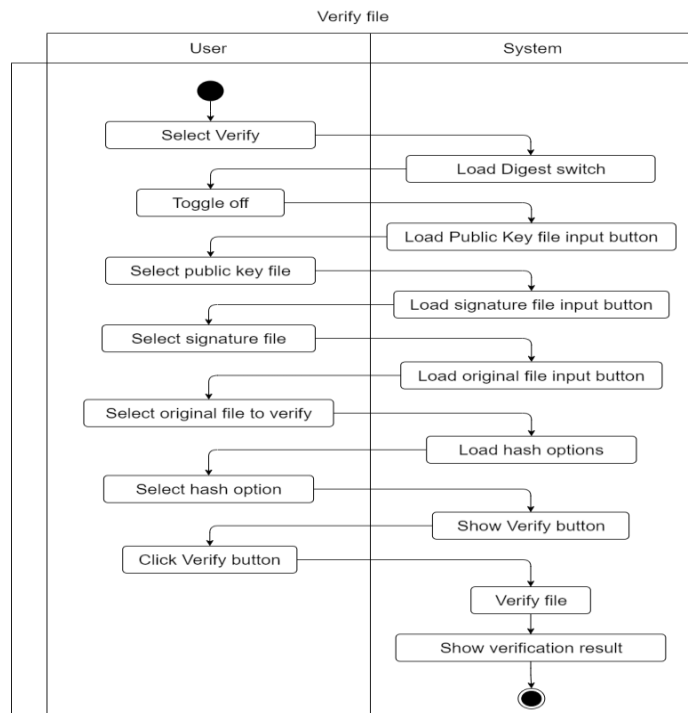 Verify file
User
System
Select Verify
Load Digest switch
Toggle off
Load Public Key file input button
Select public key file
Load signature file input button
Select signature file
Load original file input button
Select original file to verify
Load hash options
Select hash option
Show Verify button
Click Verify button
Verify file
Show verification result